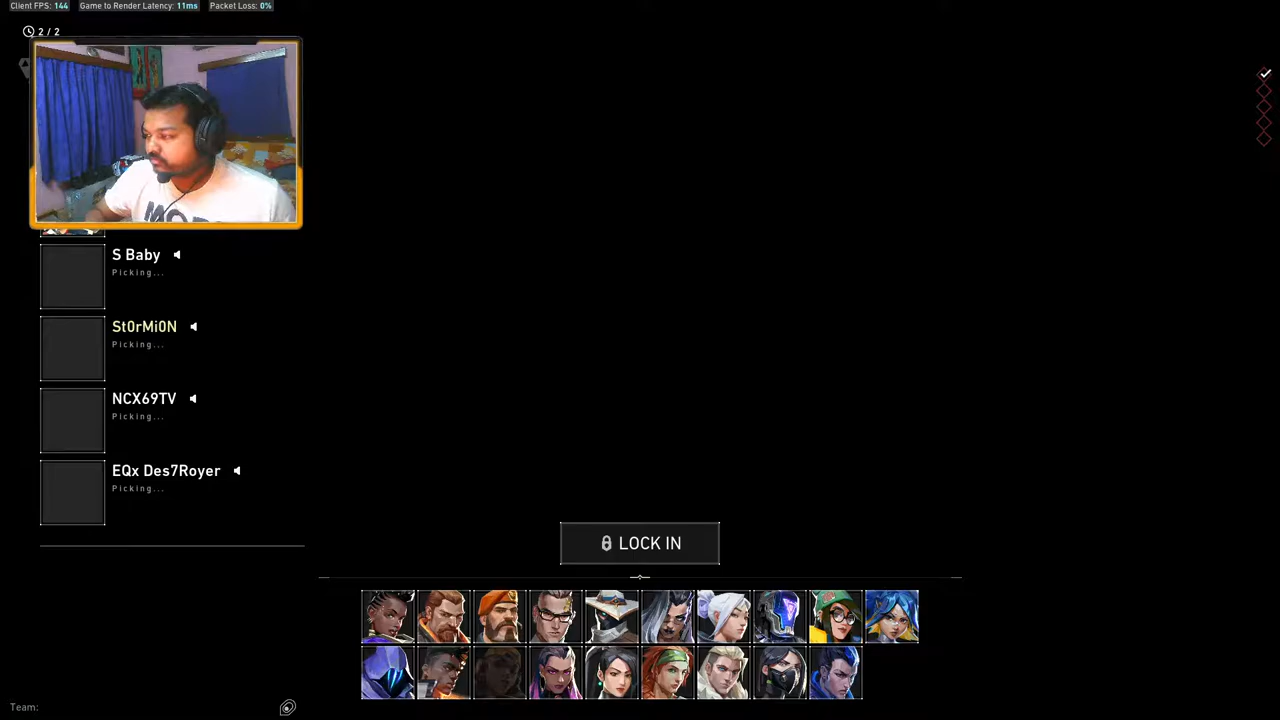 Client FPS: 144 Game to Render Latency: 11ms Packet Loss: 0%
2 / 2
S Baby
Picking...
St0rMi0N
Picking...
NCX69TV
Picking...
EQx Des7Royer
Picking...
LOCK IN
Team: